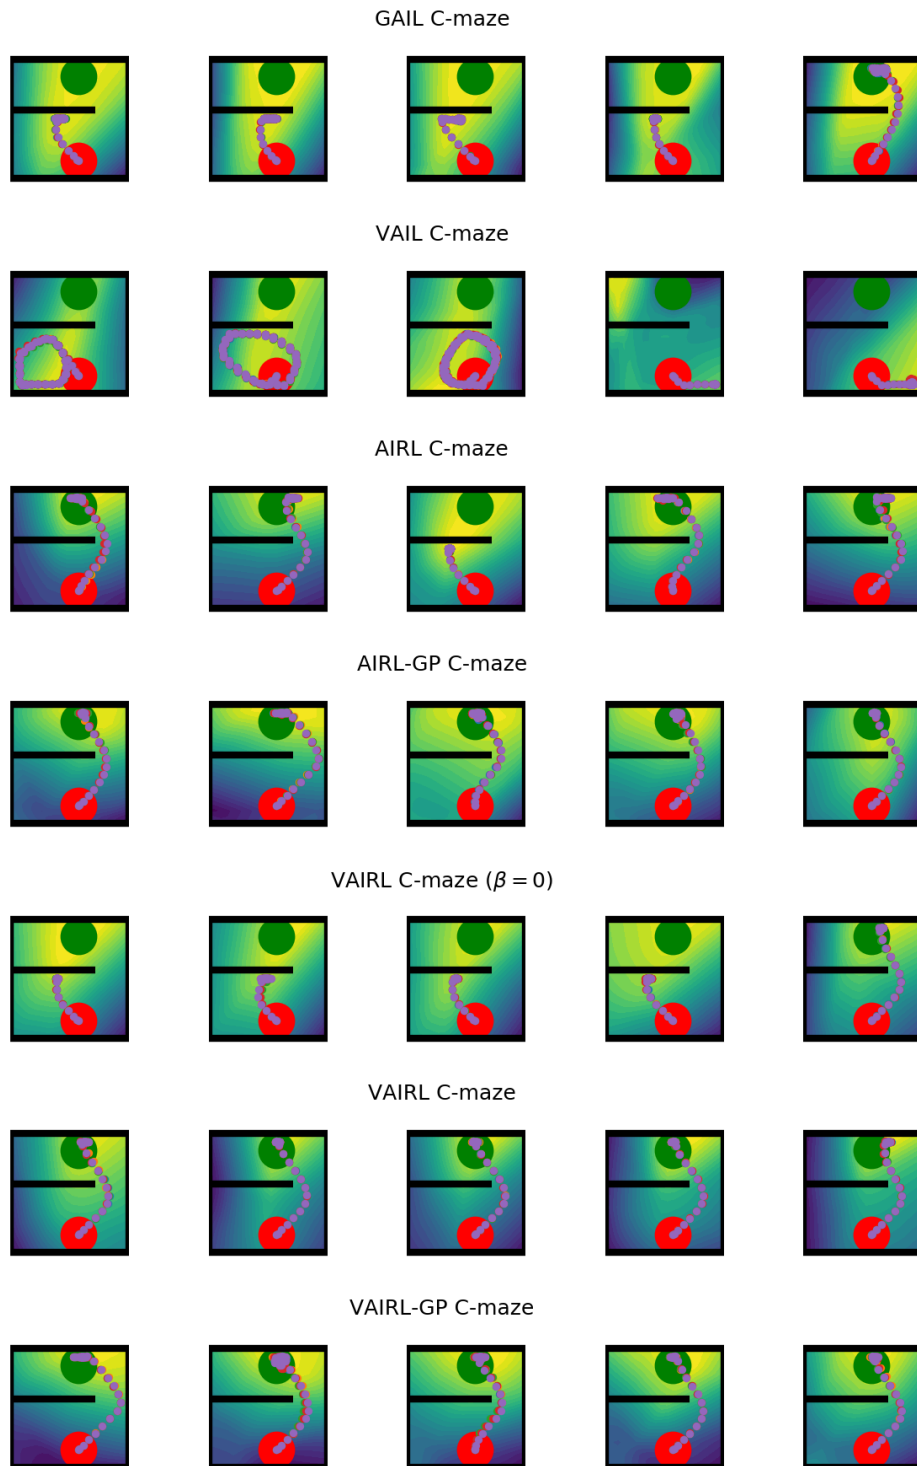 GAIL C-maze
VAIL C-maze
AIRL C-maze
AIRL-GP C-maze
VAIRL C-maze (β = 0)
VAIRL C-maze
VAIRL-GP C-maze